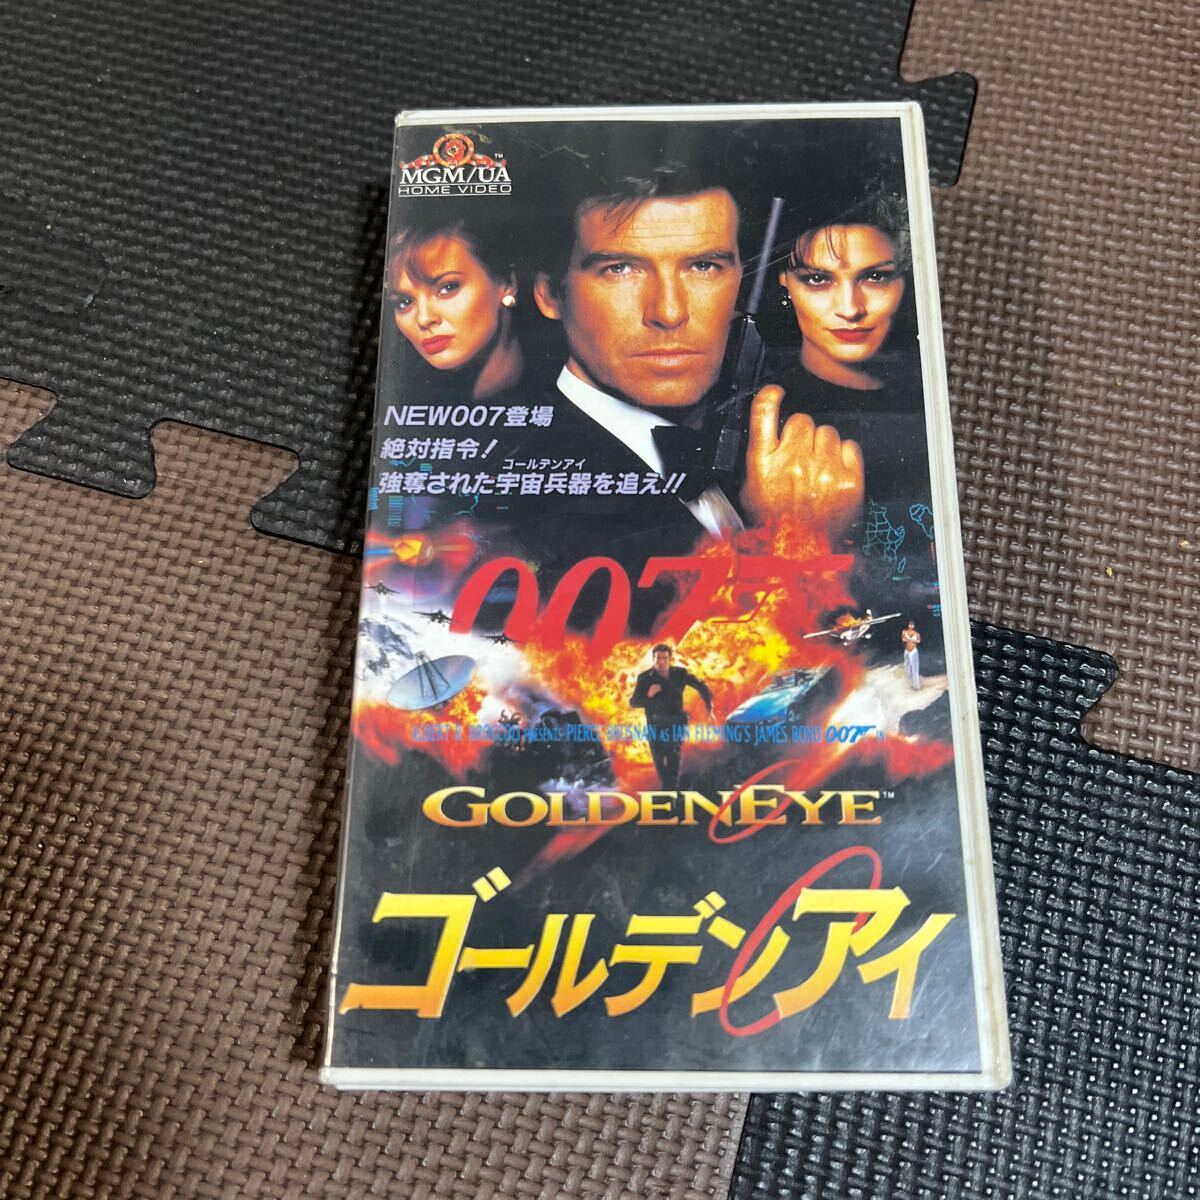 MGM/UA™
HOME VIDEO
NEW007登場
絶対指令!
ゴールデンアイ
強奪された宇宙兵器を追え!!
007
ALBERT R. BROCCOLI PRESENTS PIERCE BROSNAN AS IAN FLEMING'S JAMES BOND 007 IN
GOLDENEYE™
ゴールデンアイ